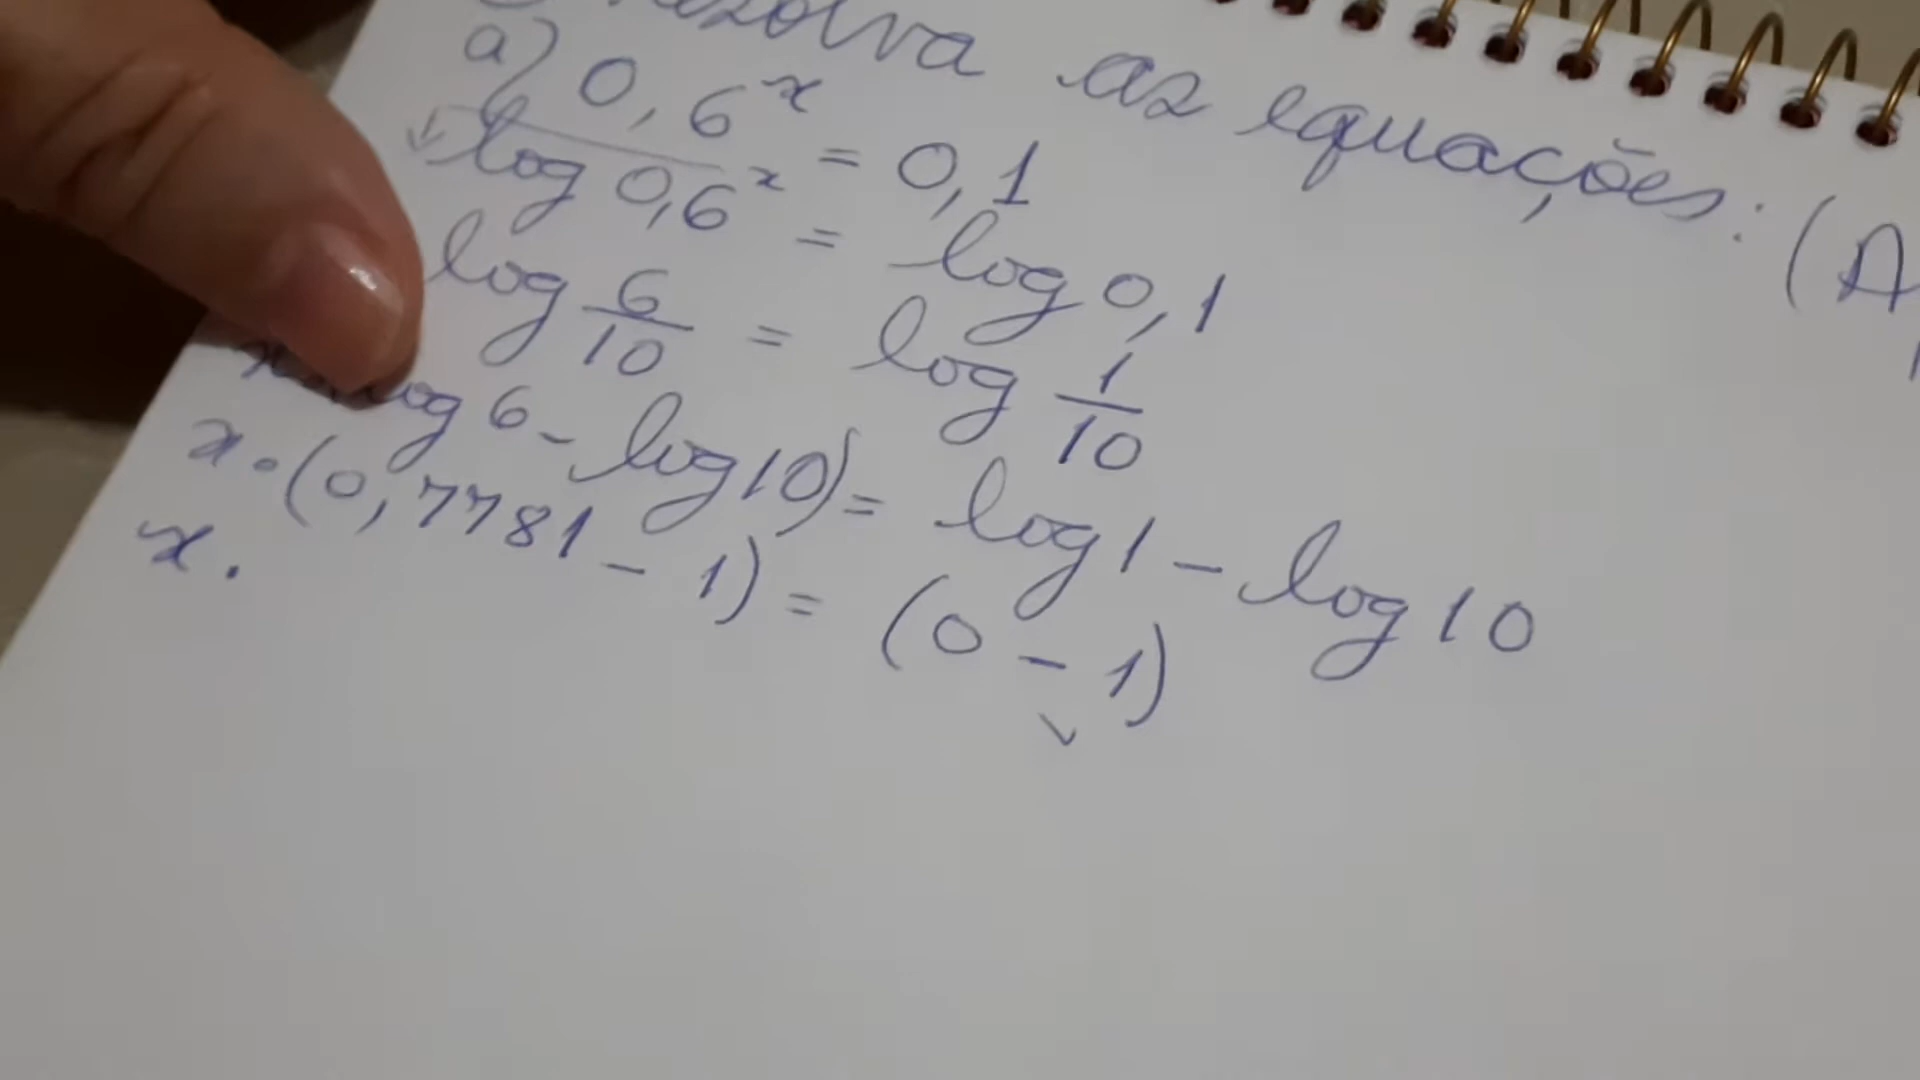 resolva as equações: (A
a) 0,6^x = 0,1
log 0,6^x = log 0,1
log 6/10 = log 1/10
log 6 - log 10) = log 1 - log 10
x . (0,7781 - 1) = (0 - 1)
x .